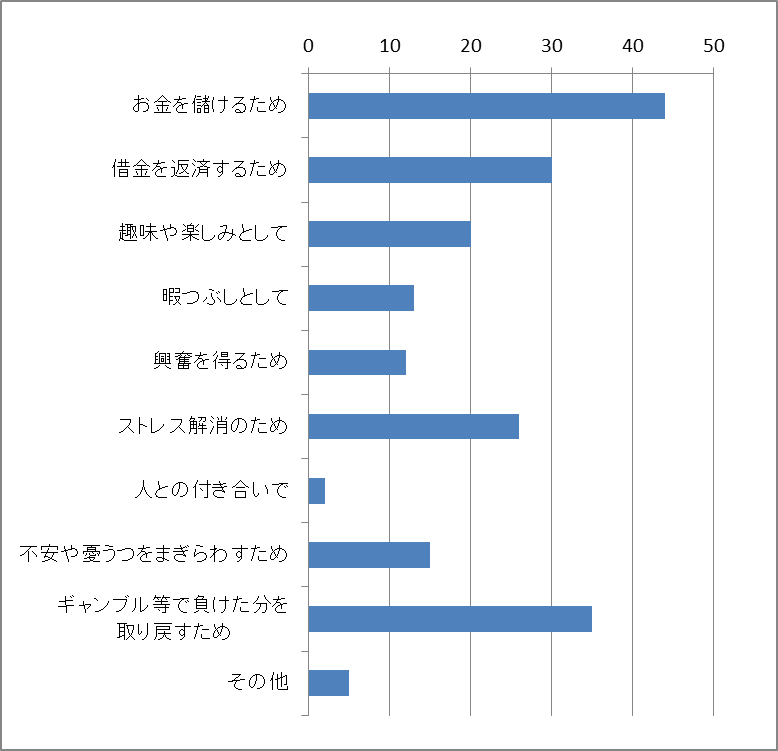 0 10 20 30 40 50
お金を儲けるため
借金を返済するため
趣味や楽しみとして
暇つぶしとして
興奮を得るため
ストレス解消のため
人との付き合いで
不安や憂うつをまぎらわすため
ギャンブル等で負けた分を
取り戻すため
その他